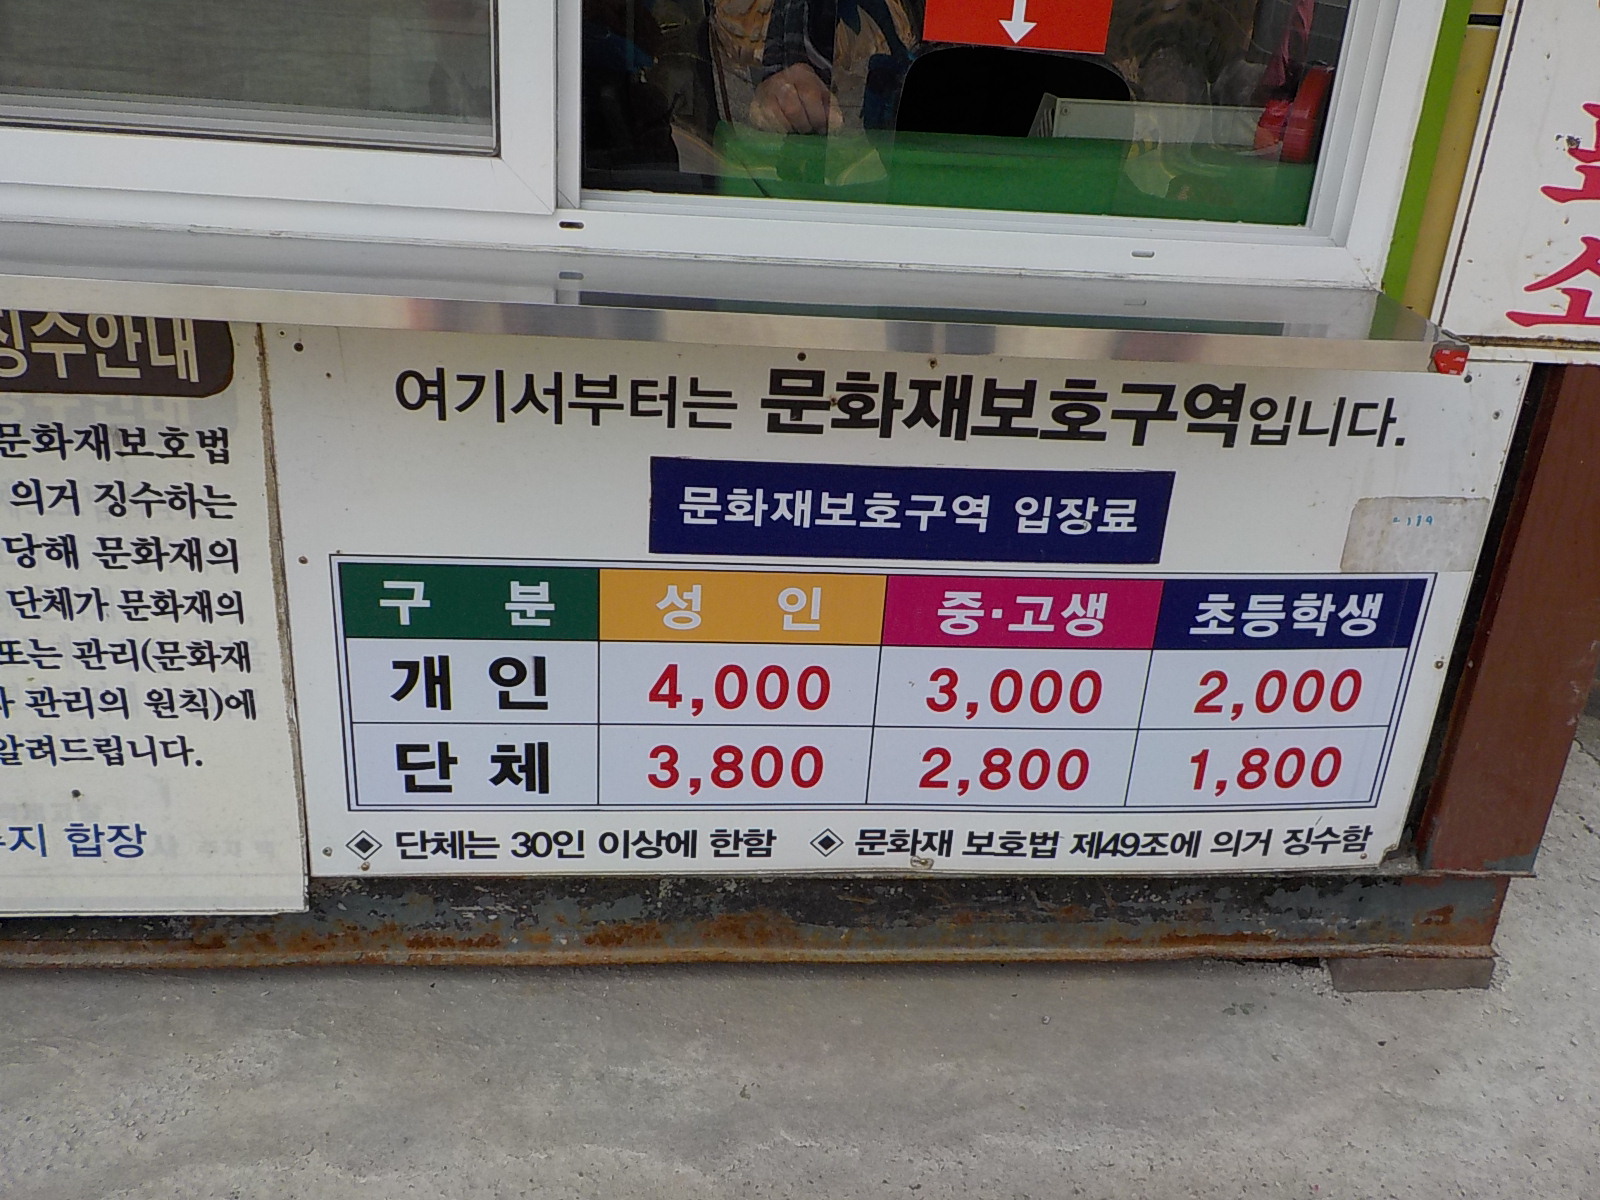 징수안내
문화재보호법
의거 징수하는
당해 문화재의
단체가 문화재의
또는 관리(문화재
관리의 원칙)에
알려드립니다.
주지 합장
여기서부터는 문화재보호구역입니다.
문화재보호구역 입장료
구 분 성 인 중·고생 초등학생
개 인 4,000 3,000 2,000
단 체 3,800 2,800 1,800
◈ 단체는 30인 이상에 한함 ◈ 문화재 보호법 제49조에 의거 징수함
소